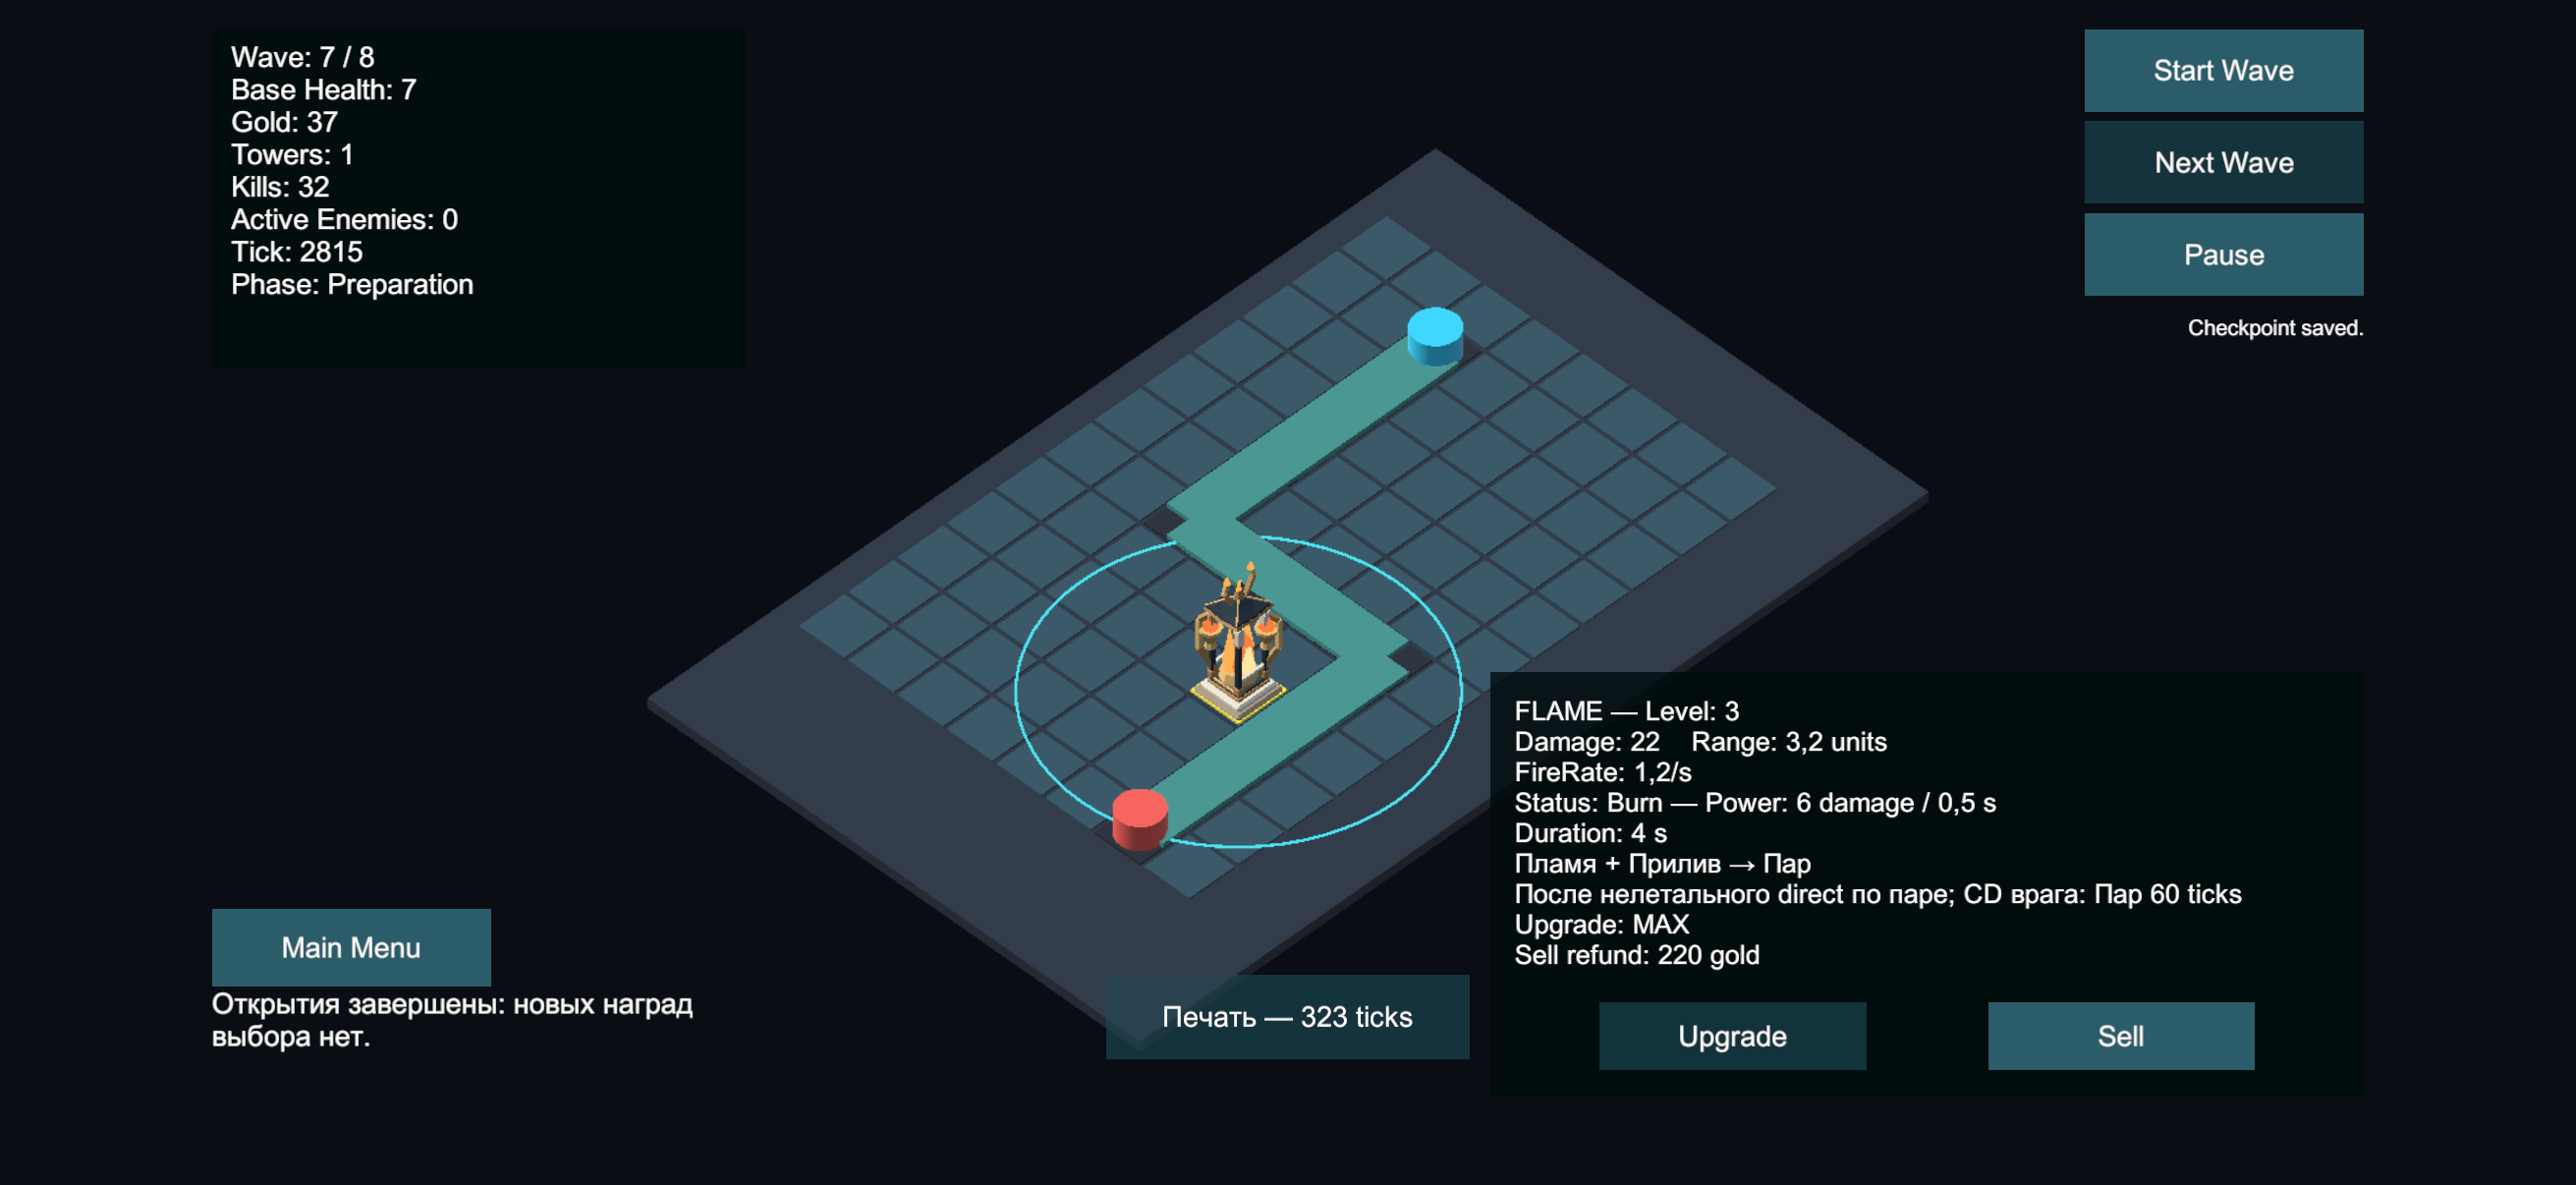 Wave: 7 / 8
Base Health: 7
Gold: 37
Towers: 1
Kills: 32
Active Enemies: 0
Tick: 2815
Phase: Preparation
Start Wave
Next Wave
Pause
Checkpoint saved.
FLAME — Level: 3
Damage: 22    Range: 3,2 units
FireRate: 1,2/s
Status: Burn — Power: 6 damage / 0,5 s
Duration: 4 s
Пламя + Прилив → Пар
После нелетального direct по паре; CD врага: Пар 60 ticks
Upgrade: MAX
Sell refund: 220 gold
Upgrade
Sell
Main Menu
Открытия завершены: новых наград
выбора нет.
Печать — 323 ticks